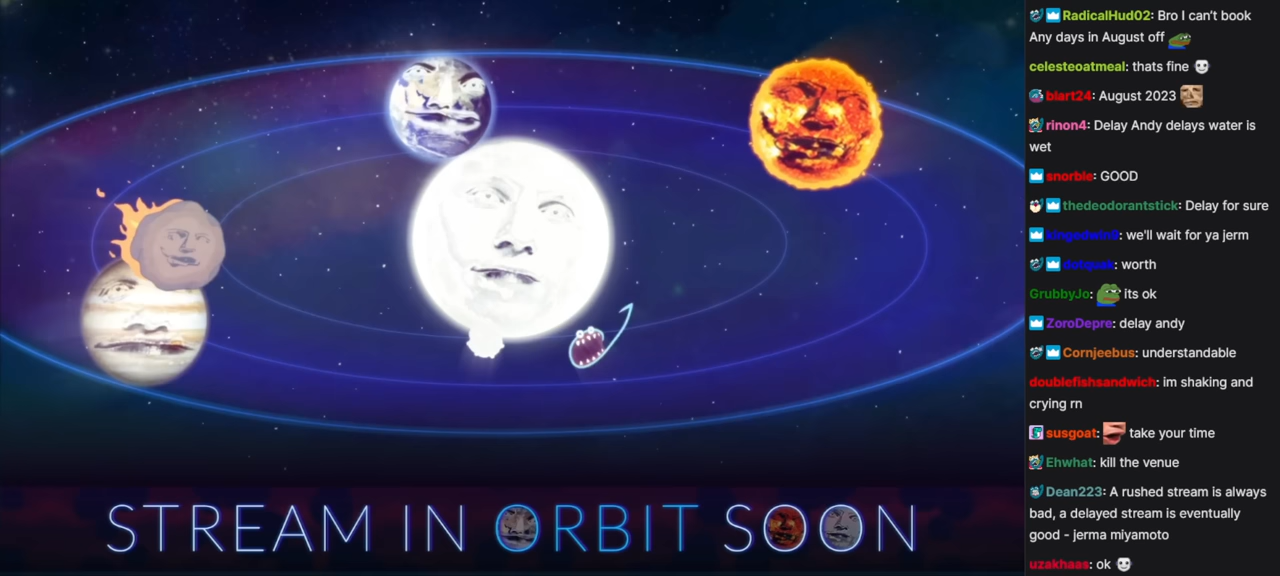 RadicalHud02: Bro I can't book
Any days in August off
celesteoatmeal: thats fine
blart24: August 2023
rinon4: Delay Andy delays water is
wet
snorble: GOOD
thedeodorantstick: Delay for sure
kingedwin6: we'll wait for ya jerm
dotquak: worth
GrubbyJo: its ok
ZoroDepre: delay andy
Cornjeebus: understandable
doublefishsandwich: im shaking and
crying rn
susgoat: take your time
Ehwhat: kill the venue
Dean223: A rushed stream is always
bad, a delayed stream is eventually
good - jerma miyamoto
uzakhaas: ok
STREAM IN ORBIT SOON